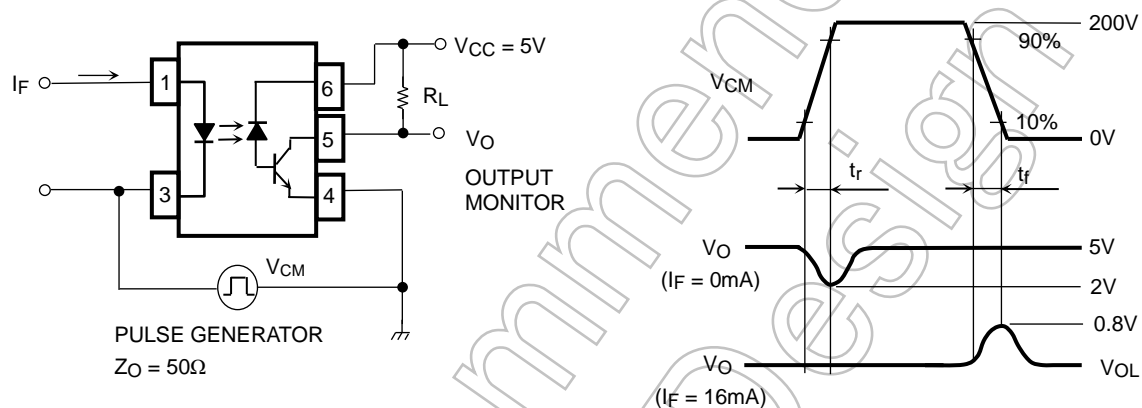 IF
1
3
6
5
4
VCC = 5V
RL
VO
OUTPUT
MONITOR
VCM
PULSE GENERATOR
ZO = 50Ω
VCM
200V
90%
10%
0V
tr
tf
VO
(IF = 0mA)
5V
2V
0.8V
VO
(IF = 16mA)
VOL